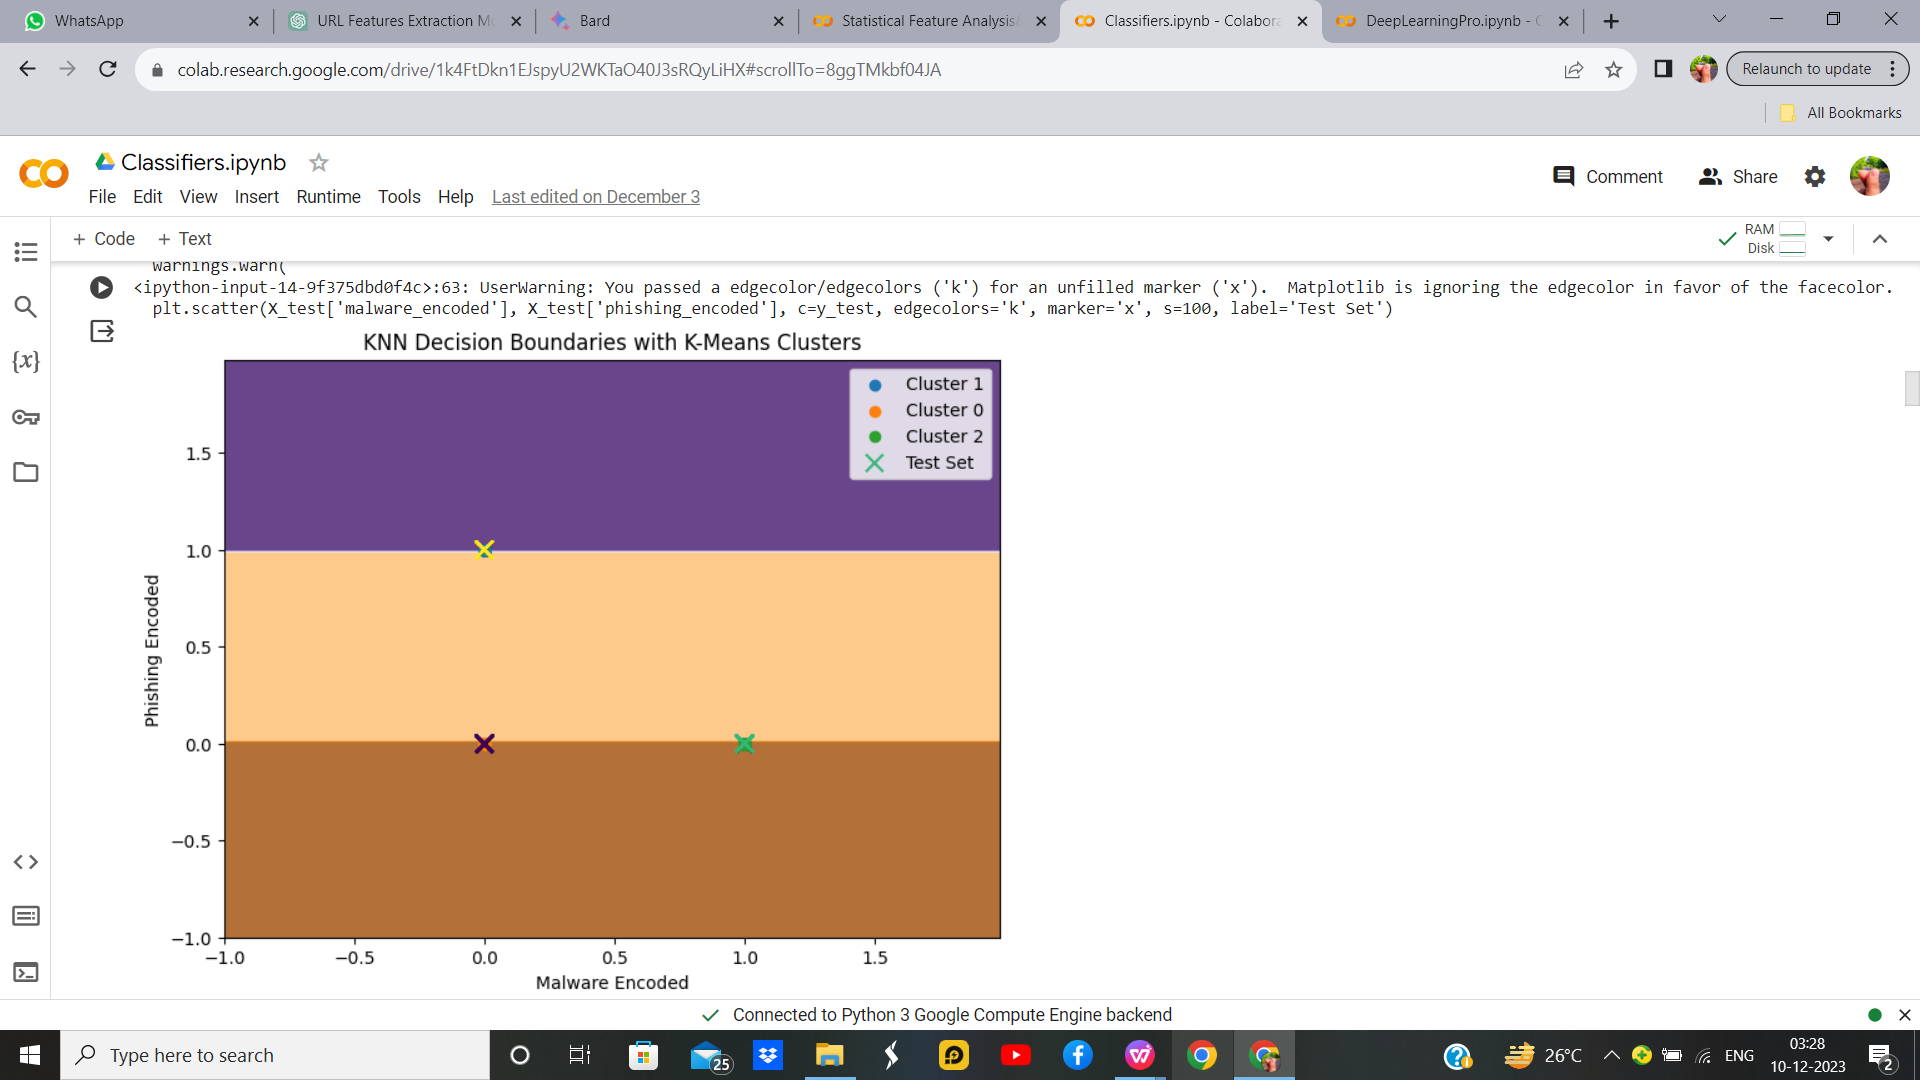 WhatsApp
URL Features Extraction Mo
Bard
Statistical Feature Analysis
Classifiers.ipynb - Colabora
DeepLearningPro.ipynb - C
colab.research.google.com/drive/1k4FtDkn1EJspyU2WKTaO40J3sRQyLiHX#scrollTo=8ggTMkbf04JA
Relaunch to update
All Bookmarks
Classifiers.ipynb
File Edit View Insert Runtime Tools Help Last edited on December 3
Comment
Share
+ Code + Text
RAM
Disk
warnings.warn(
<ipython-input-14-9f375dbd0f4c>:63: UserWarning: You passed a edgecolor/edgecolors ('k') for an unfilled marker ('x').  Matplotlib is ignoring the edgecolor in favor of the facecolor.
plt.scatter(X_test['malware_encoded'], X_test['phishing_encoded'], c=y_test, edgecolors='k', marker='x', s=100, label='Test Set')
{x}
KNN Decision Boundaries with K-Means Clusters
Cluster 1
Cluster 0
Cluster 2
Test Set
1.5
1.0
0.5
0.0
−0.5
−1.0
Phishing Encoded
−1.0 −0.5 0.0 0.5 1.0 1.5
Malware Encoded
Connected to Python 3 Google Compute Engine backend
Type here to search
25
26°C
ENG
03:28
10-12-2023
2